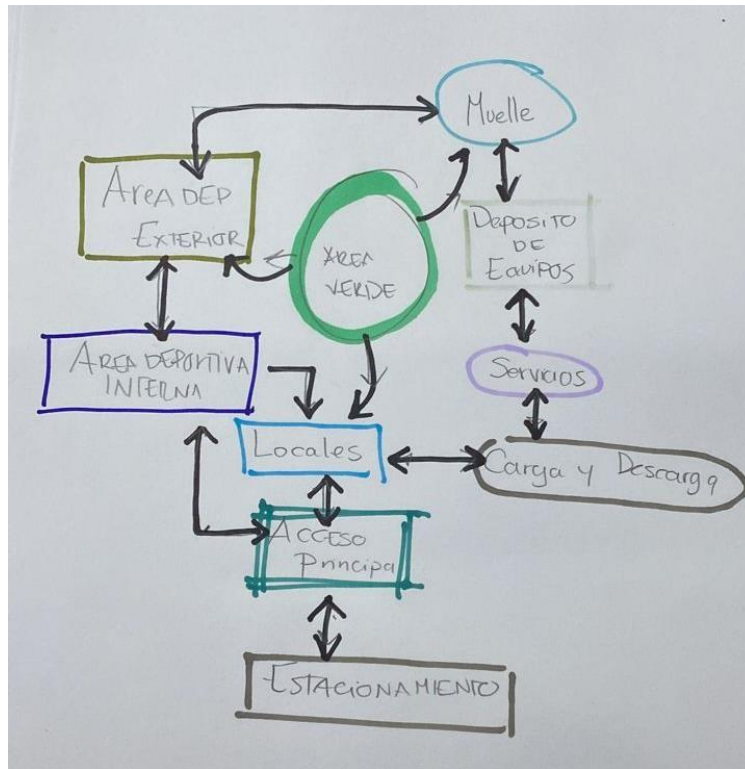 Muelle
AreA DEP
EXTERIOR
AREA
VERDE
DEPOSITO
DE
EQUIPOS
AREA DEPORTIVA
INTERNA
Servicios
Locales
Carga y Descarga
ACCESO
Principal
ESTACIONAMIENTO